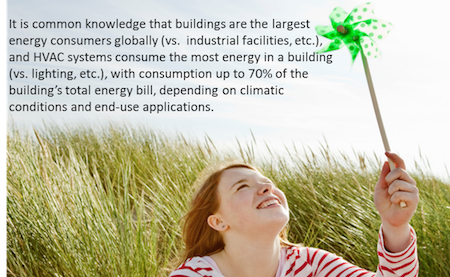 It is common knowledge that buildings are the largest
energy consumers globally (vs.  industrial facilities, etc.),
and HVAC systems consume the most energy in a building
(vs. lighting, etc.), with consumption up to 70% of the
building's total energy bill, depending on climatic
conditions and end-use applications.